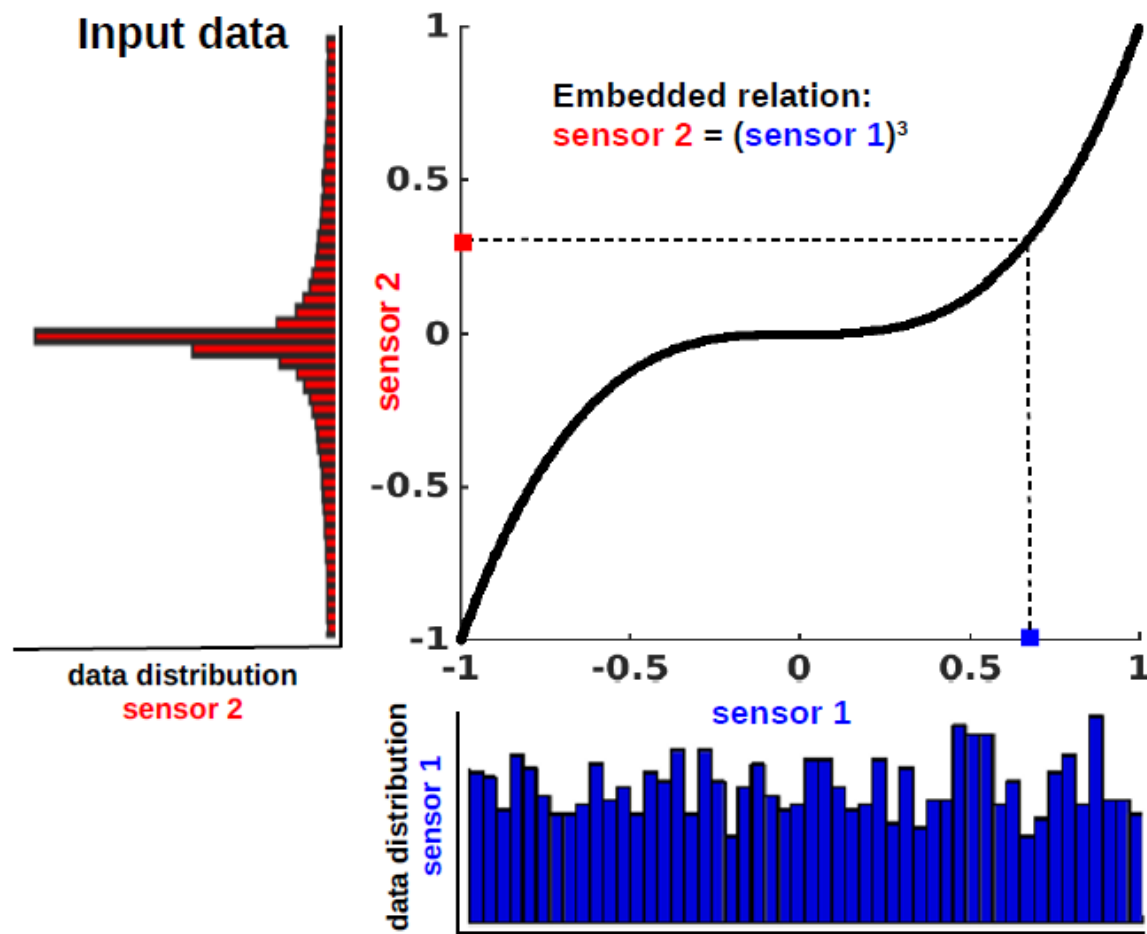 Input data
data distribution
sensor 2
1
0.5
0
-0.5
-1
sensor 2
Embedded relation:
sensor 2 = (sensor 1)³
-1
-0.5
0
0.5
1
sensor 1
data distribution
sensor 1